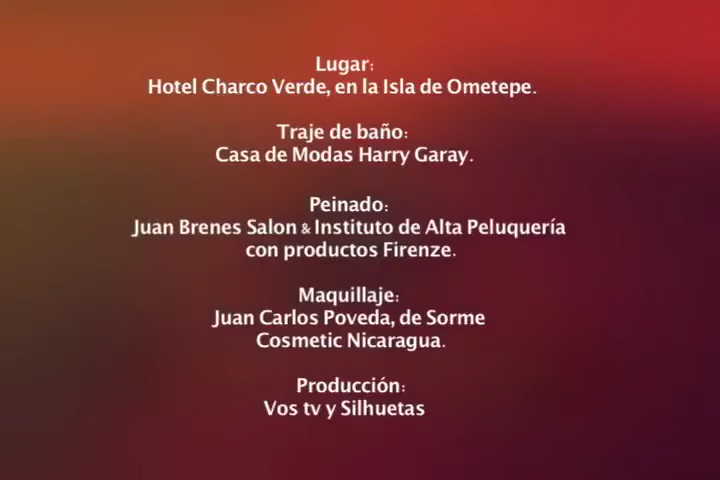 Lugar:
Hotel Charco Verde, en la Isla de Ometepe.
Traje de baño:
Casa de Modas Harry Garay.
Peinado:
Juan Brenes Salon & Instituto de Alta Peluquería
con productos Firenze.
Maquillaje:
Juan Carlos Poveda, de Sorme
Cosmetic Nicaragua.
Producción:
Vos tv y Silhuetas